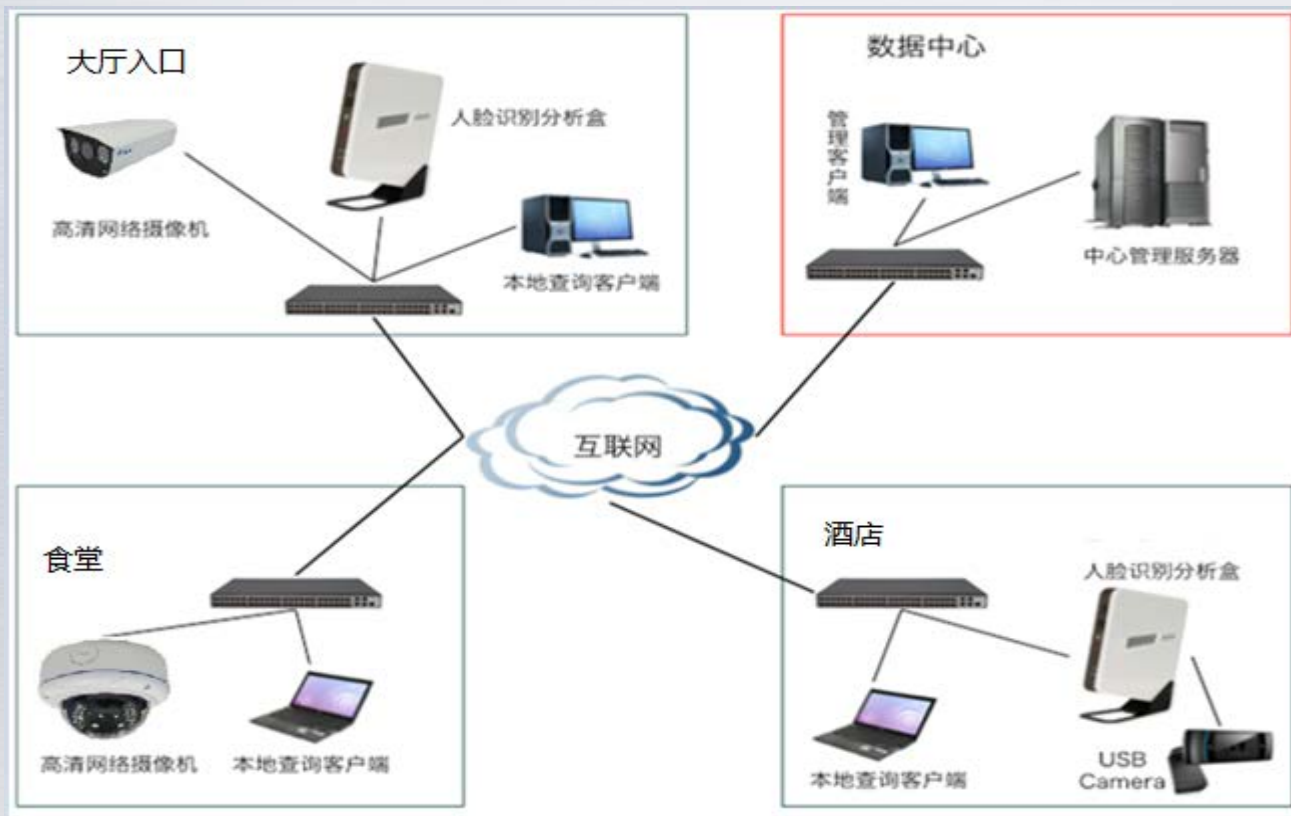 大厅入口
人脸识别分析盒
高清网络摄像机
本地查询客户端
数据中心
管理客户端
中心管理服务器
互联网
食堂
高清网络摄像机
本地查询客户端
酒店
人脸识别分析盒
本地查询客户端
USB
Camera